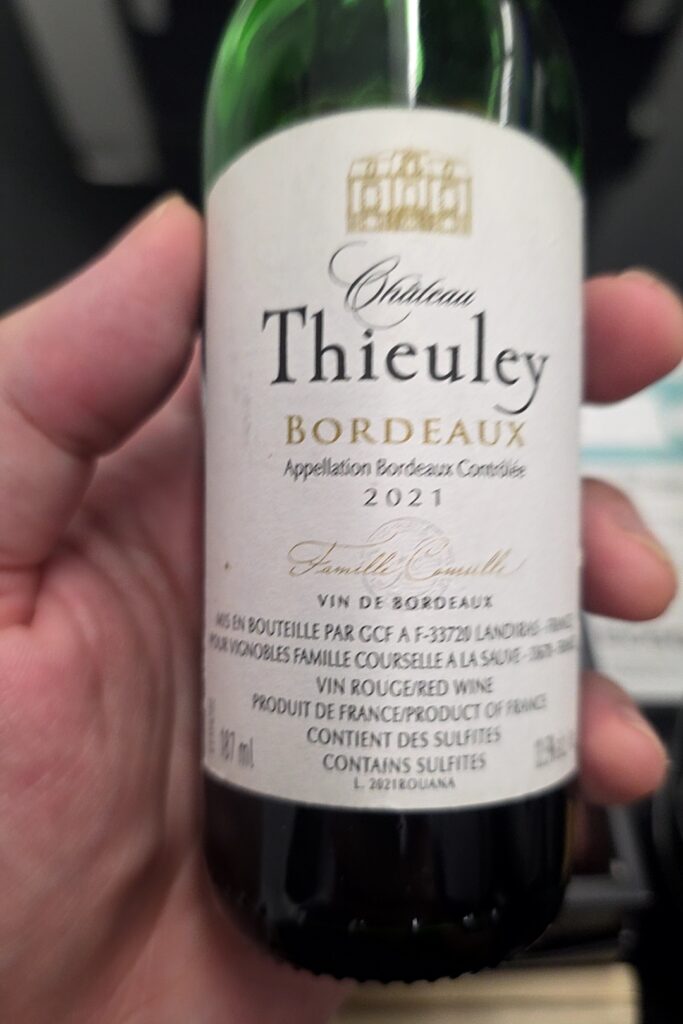 Château
Thieuley
BORDEAUX
Appellation Bordeaux Contrôlée
2021
Famille Courselle
VIN DE BORDEAUX
MIS EN BOUTEILLE PAR GCF A F-33720 LANDIRAS - FRANCE
POUR VIGNOBLES FAMILLE COURSELLE A LA SAUVE - FRANCE
VIN ROUGE/RED WINE
PRODUIT DE FRANCE/PRODUCT OF FRANCE
CONTIENT DES SULFITES
187 ml
CONTAINS SULFITES
L. 2021ROUANA